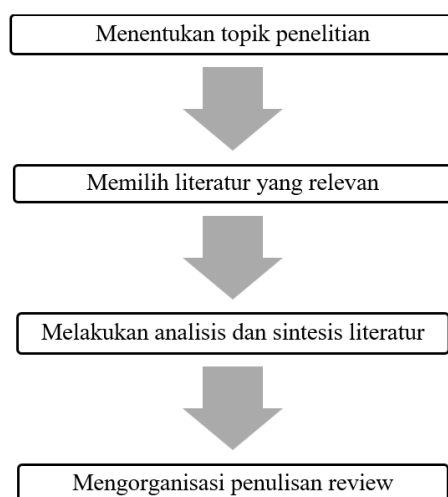 Menentukan topik penelitian
Memilih literatur yang relevan
Melakukan analisis dan sintesis literatur
Mengorganisasi penulisan review